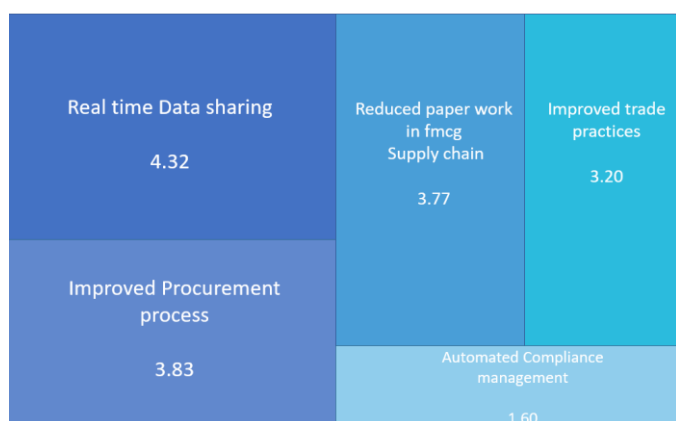 Real time Data sharing
4.32
Improved Procurement
process
3.83
Reduced paper work
in fmcg
Supply chain
3.77
Improved trade
practices
3.20
Automated Compliance
management
1.60